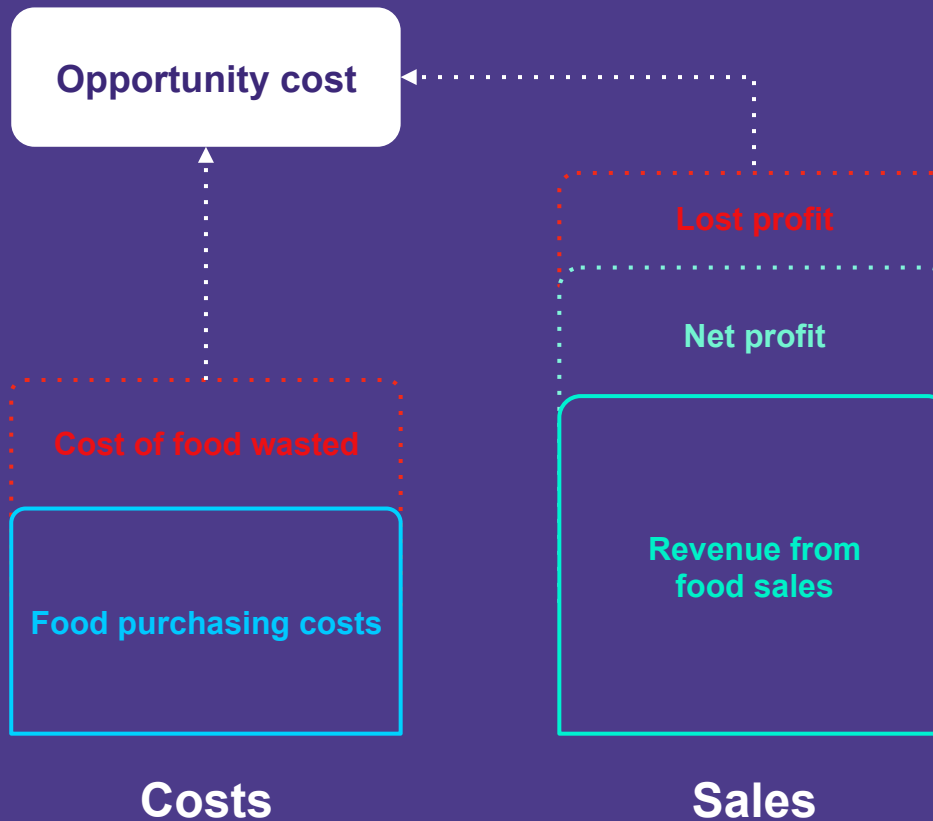 Opportunity cost
Lost profit
Net profit
Cost of food wasted
Revenue from
food sales
Food purchasing costs
Costs
Sales